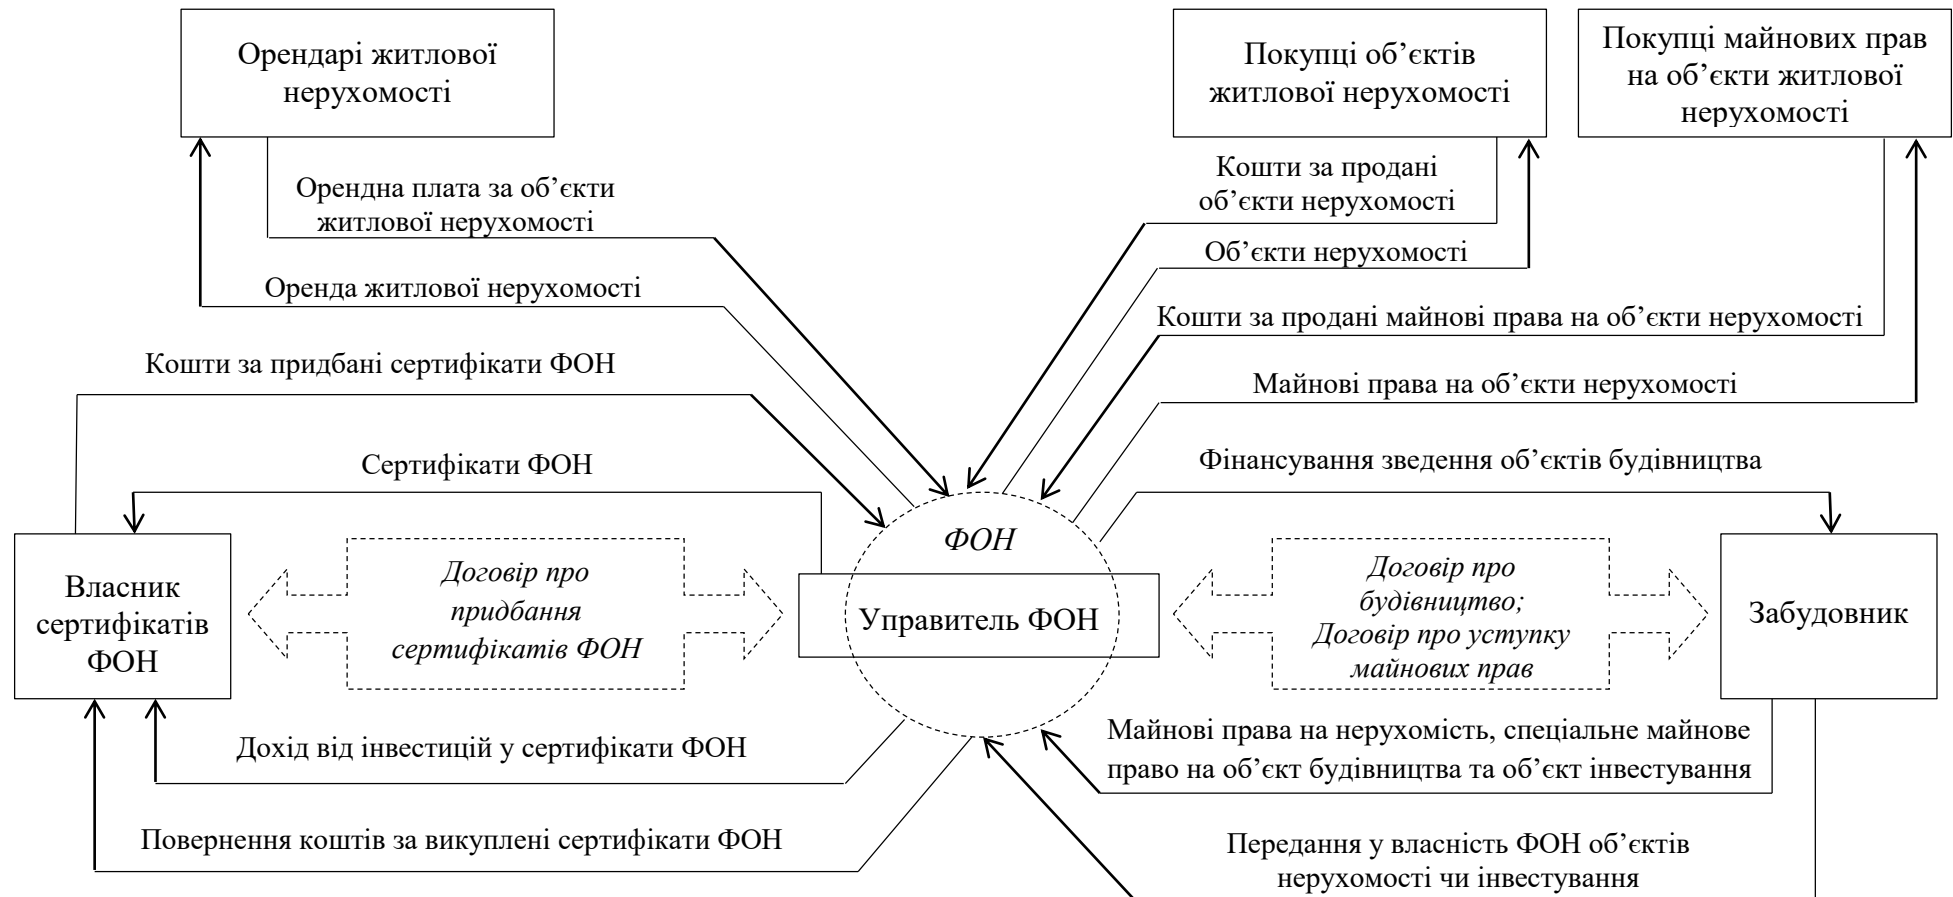 Орендарі житлової
нерухомості
Покупці об’єктів
житлової нерухомості
Покупці майнових прав
на об’єкти житлової
нерухомості
Орендна плата за об’єкти
житлової нерухомості
Кошти за продані
об’єкти нерухомості
Об’єкти нерухомості
Оренда житлової нерухомості
Кошти за продані майнові права на об’єкти нерухомості
Кошти за придбані сертифікати ФОН
Майнові права на об’єкти нерухомості
Сертифікати ФОН
Фінансування зведення об’єктів будівництва
Власник
сертифікатів
ФОН
Договір про
придбання
сертифікатів ФОН
ФОН
Управитель ФОН
Договір про
будівництво;
Договір про уступку
майнових прав
Забудовник
Дохід від інвестицій у сертифікати ФОН
Майнові права на нерухомість, спеціальне майнове
право на об’єкт будівництва та об’єкт інвестування
Повернення коштів за викуплені сертифікати ФОН
Передання у власність ФОН об’єктів
нерухомості чи інвестування